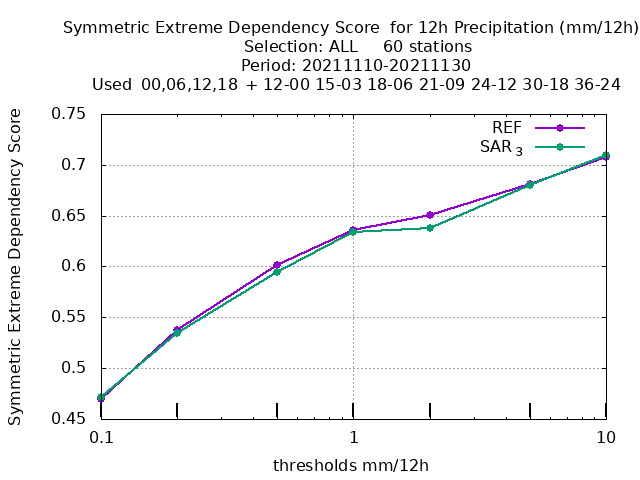 Symmetric Extreme Dependency Score  for 12h Precipitation (mm/12h)
Selection: ALL     60 stations
Period: 20211110-20211130
Used  00,06,12,18  + 12-00 15-03 18-06 21-09 24-12 30-18 36-24
Symmetric Extreme Dependency Score
0.75
0.7
0.65
0.6
0.55
0.5
0.45
REF
SAR 3
0.1
1
10
thresholds mm/12h